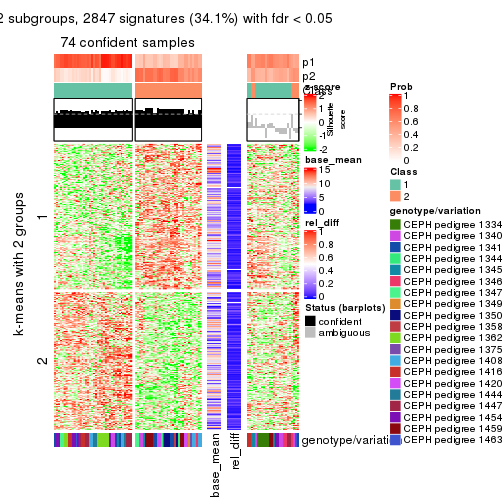 2 subgroups, 2847 signatures (34.1%) with fdr < 0.05
74 confident samples
p1
p2
Class
z-score
2
1
0
-1
-2
Silhouette
score
k-means with 2 groups
1
2
base_mean
rel_diff
genotype/variation
base_mean
15
10
5
0
rel_diff
1
0.8
0.6
0.4
0.2
0
Status (barplots)
confident
ambiguous
Prob
1
0.8
0.6
0.4
0.2
0
Class
1
2
genotype/variation
CEPH pedigree 1334
CEPH pedigree 1340
CEPH pedigree 1341
CEPH pedigree 1344
CEPH pedigree 1345
CEPH pedigree 1346
CEPH pedigree 1347
CEPH pedigree 1349
CEPH pedigree 1350
CEPH pedigree 1358
CEPH pedigree 1362
CEPH pedigree 1375
CEPH pedigree 1408
CEPH pedigree 1416
CEPH pedigree 1420
CEPH pedigree 1444
CEPH pedigree 1447
CEPH pedigree 1454
CEPH pedigree 1459
CEPH pedigree 1463